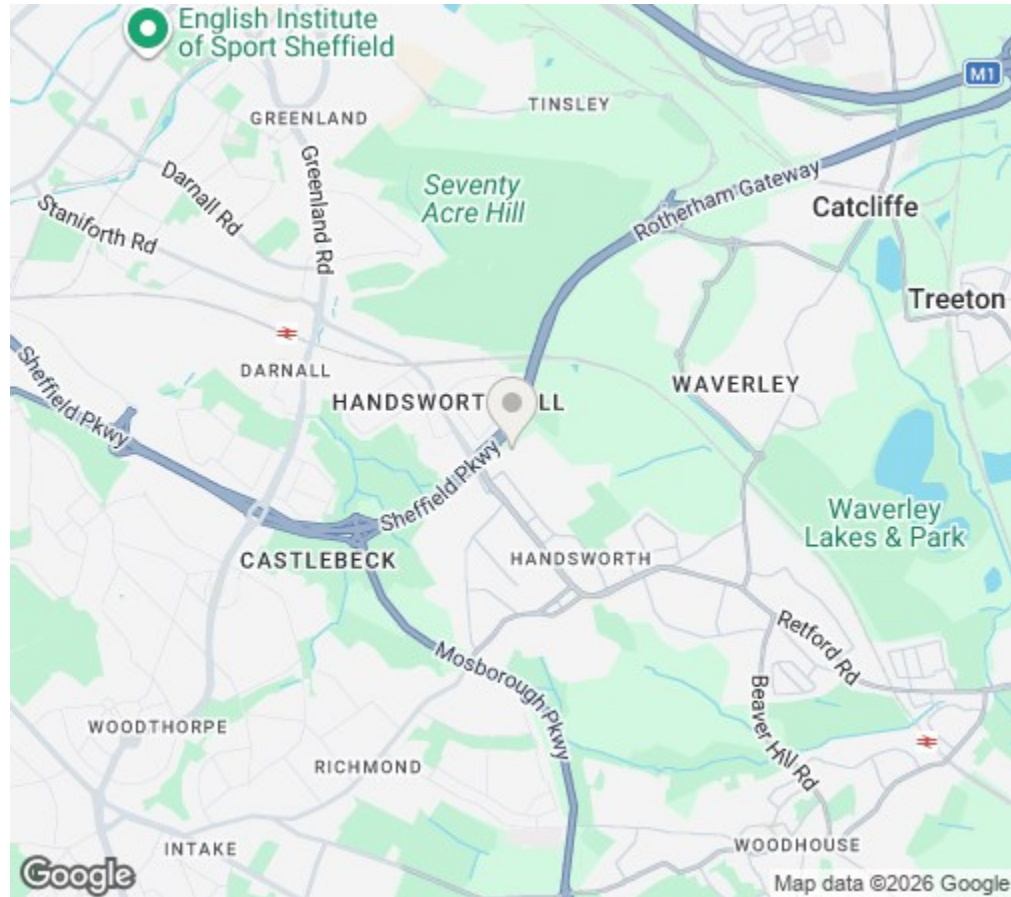 English Institute
of Sport Sheffield
GREENLAND
TINSLEY
M1
Darnall Rd
Greenland Rd
Seventy
Acre Hill
Rotherham Gateway
Staniforth Rd
Catcliffe
Treeton
DARNALL
Sheffield Pkwy
WAVERLEY
HANDSWORT LL
Sheffield Pkwy
Waverley
Lakes & Park
CASTLEBECK
HANDSWORTH
Retford Rd
Mosborough Pkwy
Beaver Hill Rd
WOODTHORPE
RICHMOND
INTAKE
WOODHOUSE
Google
Map data ©2026 Google